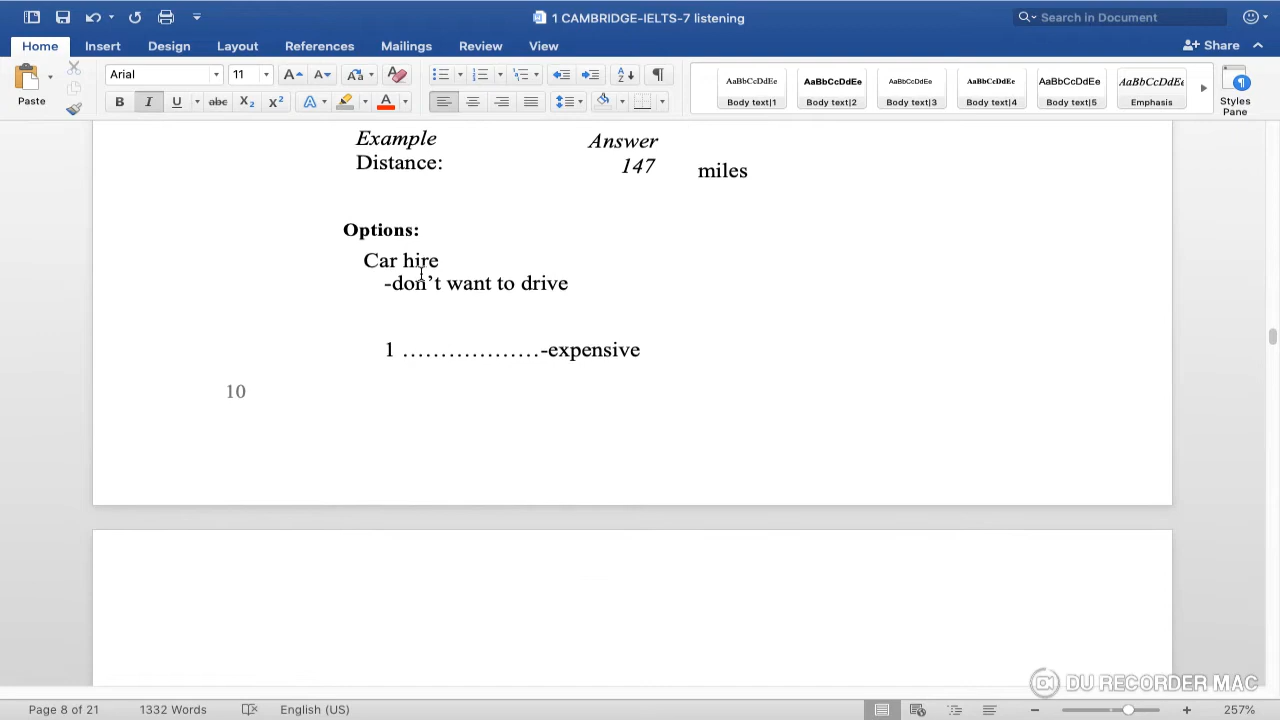 1 CAMBRIDGE-IELTS-7 listening
Search in Document
Home Insert Design Layout References Mailings Review View
Share
Arial 11
AaBbCcDdEe AaBbCcDdEe AaBbCcDdEe AaBbCcDdEe AaBbCcDdEe AaBbCcDdEe
Paste
B I U abc X₂ X² A A
Body text|1 Body text|2 Body text|3 Body text|4 Body text|5 Emphasis
Styles Pane
Example Answer
Distance: 147 miles
Options:
Car hire
-don’t want to drive
1 ………………-expensive
10
DU RECORDER MAC
Page 8 of 21 1332 Words English (US) 257%